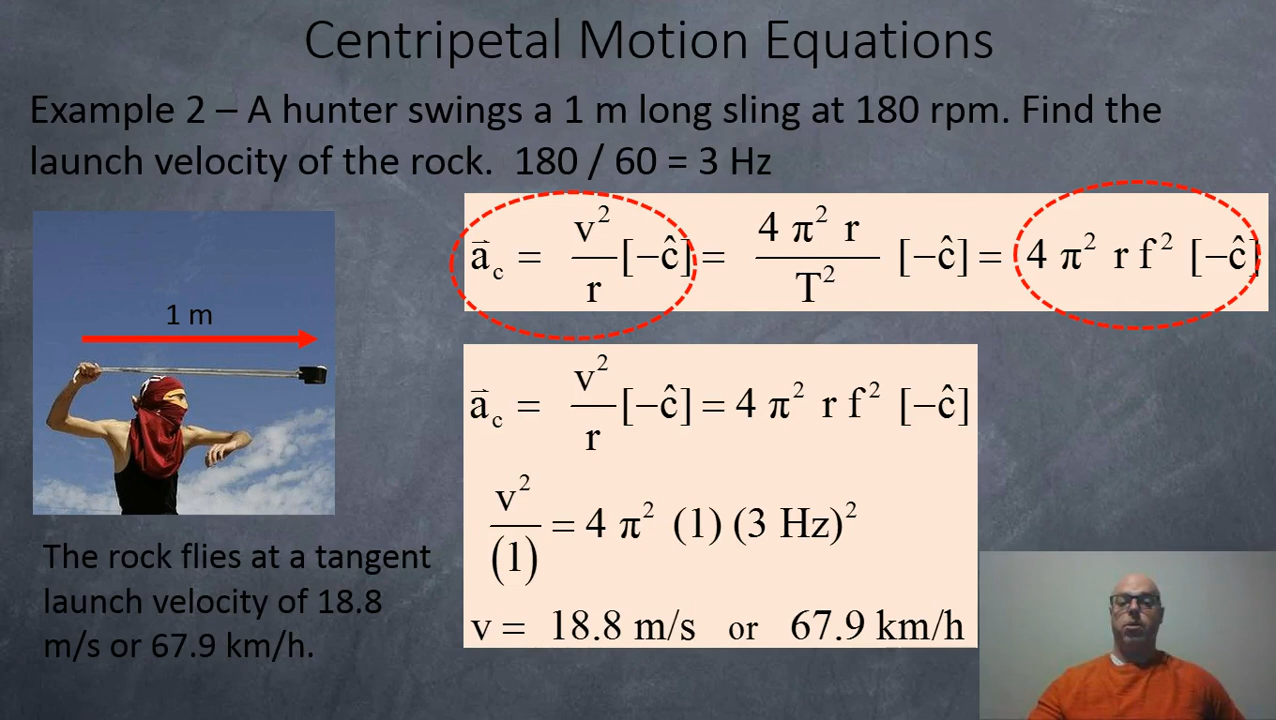 Centripetal Motion Equations
Example 2 – A hunter swings a 1 m long sling at 180 rpm. Find the
launch velocity of the rock.  180 / 60 = 3 Hz
a⃗c = v²/r [−ĉ] = 4 π² r / T² [−ĉ] = 4 π² r f² [−ĉ]
1 m
a⃗c = v²/r [−ĉ] = 4 π² r f² [−ĉ]
v²/(1) = 4 π² (1) (3 Hz)²
v = 18.8 m/s or 67.9 km/h
The rock flies at a tangent
launch velocity of 18.8
m/s or 67.9 km/h.